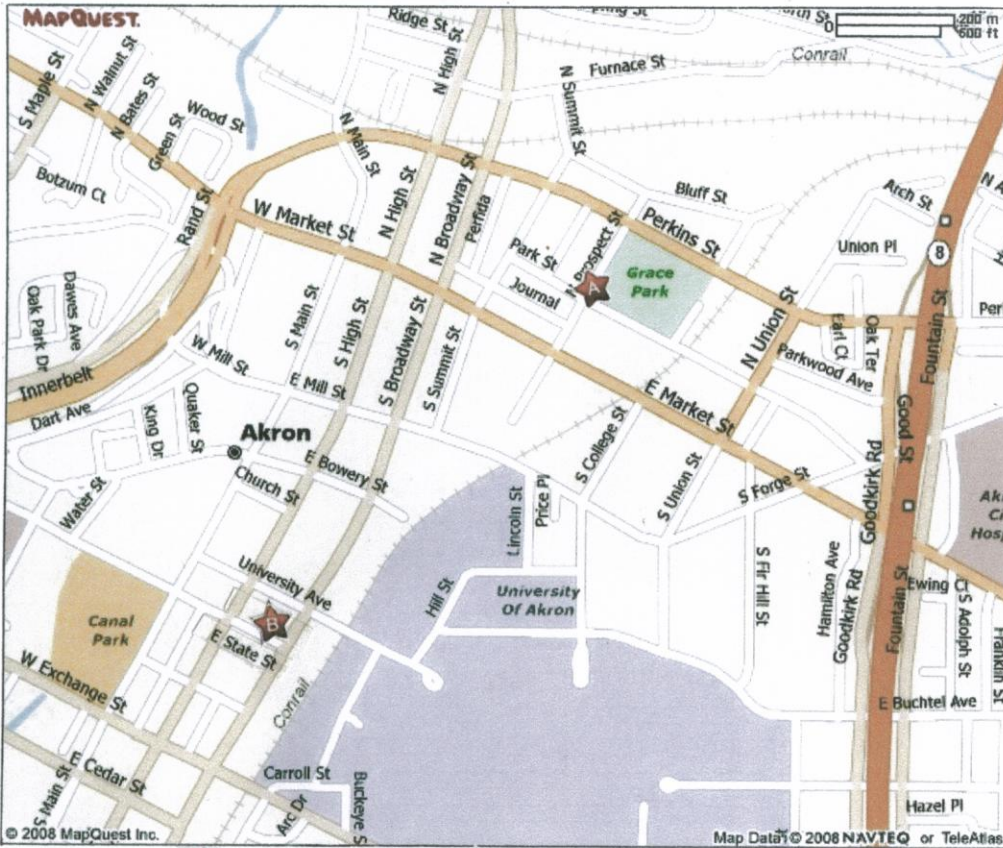 MAPQUEST.
Ridge St
N High St
Furnace St
Conrail
0
200 m
600 ft
S Maple St
N Walnut St
N Bates St
Green St
Wood St
N Main St
N Summit St
Botzum Ct
Raird St
W Market St
N High St
N Broadway St
Perfida
Park St
Journal
N Prospect St
A
Grace Park
Perkins St
Bluff St
Arch St
Union Pl
8
Fountain St
Dawes Ave
Oak Park Dr
Innerbelt
Dart Ave
W Mill St
S Main St
S High St
E Mill St
S Broadway St
S Summit St
N Union St
Earl Ct
Oak Ter
Parkwood Ave
Good St
Goodkirk Rd
E Market St
Quaker St
King Dr
Akron
Water St
Church St
E Bowery St
S College St
S Union St
S Forge St
Lincoln St
Price Pl
University Ave
B
E State St
Canal
Park
W Exchange St
Hill St
University
Of Akron
S Fir Hill St
Hamilton Ave
Goodkirk Rd
Fountain St
Ewing Ct
S Adolph St
E Buchtel Ave
Conrail
E Cedar St
S Main St
Carroll St
Arc Dr
Buckeye S
Hazel Pl
© 2008 MapQuest Inc.
Map Data © 2008 NAVTEQ or TeleAtlas